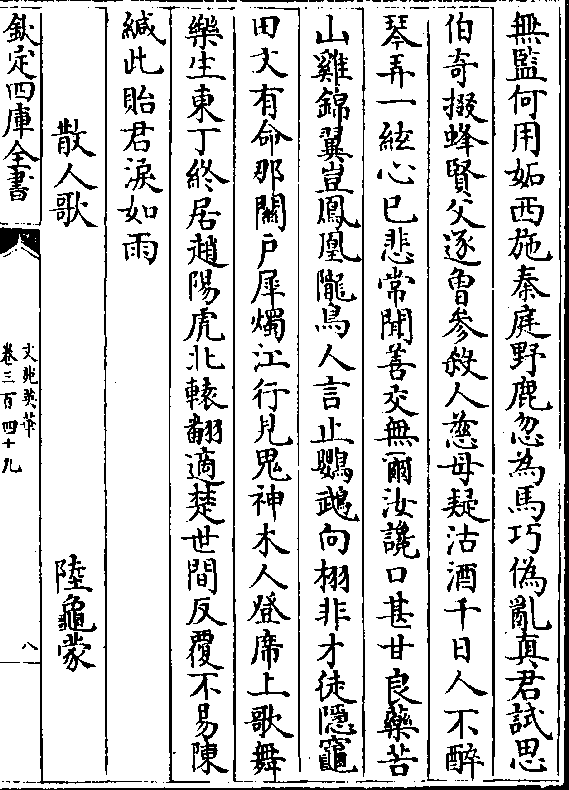 無監何用妬西施秦庭野鹿忽為馬巧偽亂真君試思
伯奇掇蜂賢父逐曾參殺人慈母疑沽酒千日人不醉
琴弄一絃心已悲常聞善交無爾汝讒口甚甘良藥苦
山雞錦翼豈鳳凰隴鳥人言止鸚鵡向栩非才徒隠竈
田文有命那關户犀燭江行見鬼神木人登席上歌舞
樂生東丁終居趙陽虎北轅翻適楚世間反覆不易陳
緘此貽君淚如雨
散人歌 陸龜蒙
欽定四庫全書
文苑英華
卷三百四十九
八